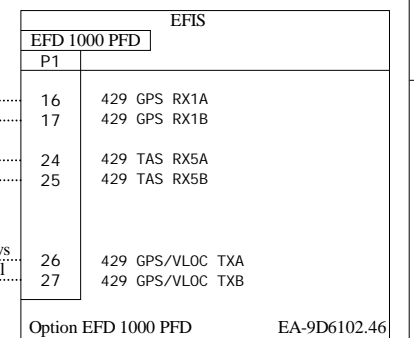 EFIS
EFD 1000 PFD
P1
16 429 GPS RX1A
17 429 GPS RX1B
24 429 TAS RX5A
25 429 TAS RX5B
26 429 GPS/VLOC TXA
27 429 GPS/VLOC TXB
Option EFD 1000 PFD EA-9D6102.46